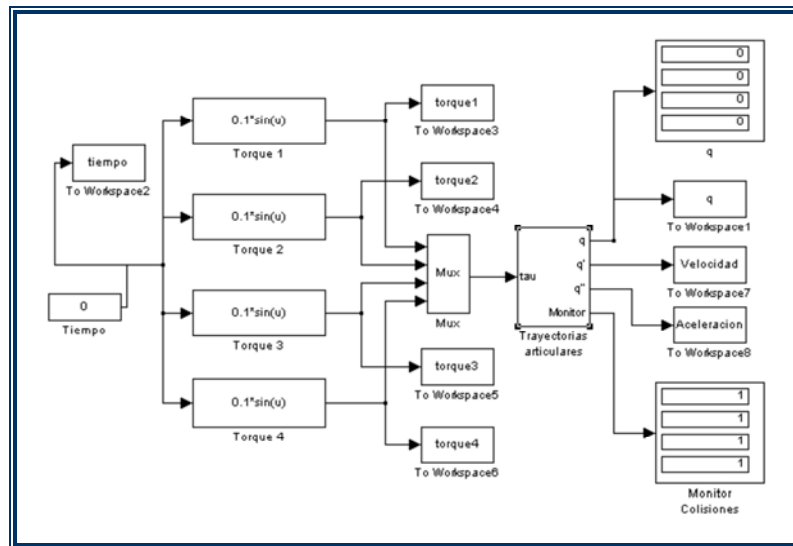 tiempo
To Workspace2
0
Tiempo
0.1*sin(u)
Torque 1
0.1*sin(u)
Torque 2
0.1*sin(u)
Torque 3
0.1*sin(u)
Torque 4
torque1
To Workspace3
torque2
To Workspace4
Mux
Mux
torque3
To Workspace5
torque4
To Workspace6
tau
q
q'
q''
Monitor
Trayectorias
articulares
0
0
0
0
q
q
To Workspace1
Velocidad
To Workspace7
Aceleracion
To Workspace8
1
1
1
1
Monitor
Colisiones